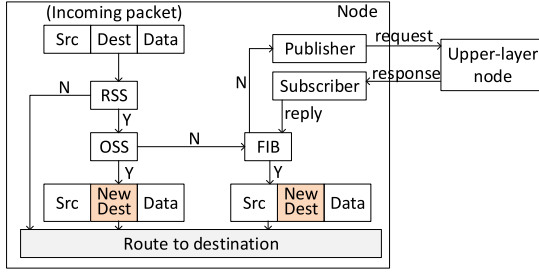 (Incoming packet)
Node
Src Dest Data
Publisher
request
Upper-layer
node
N
RSS
N
Subscriber
response
Y
reply
OSS
N
FIB
Y
Y
Src New Dest Data
Src New Dest Data
Route to destination